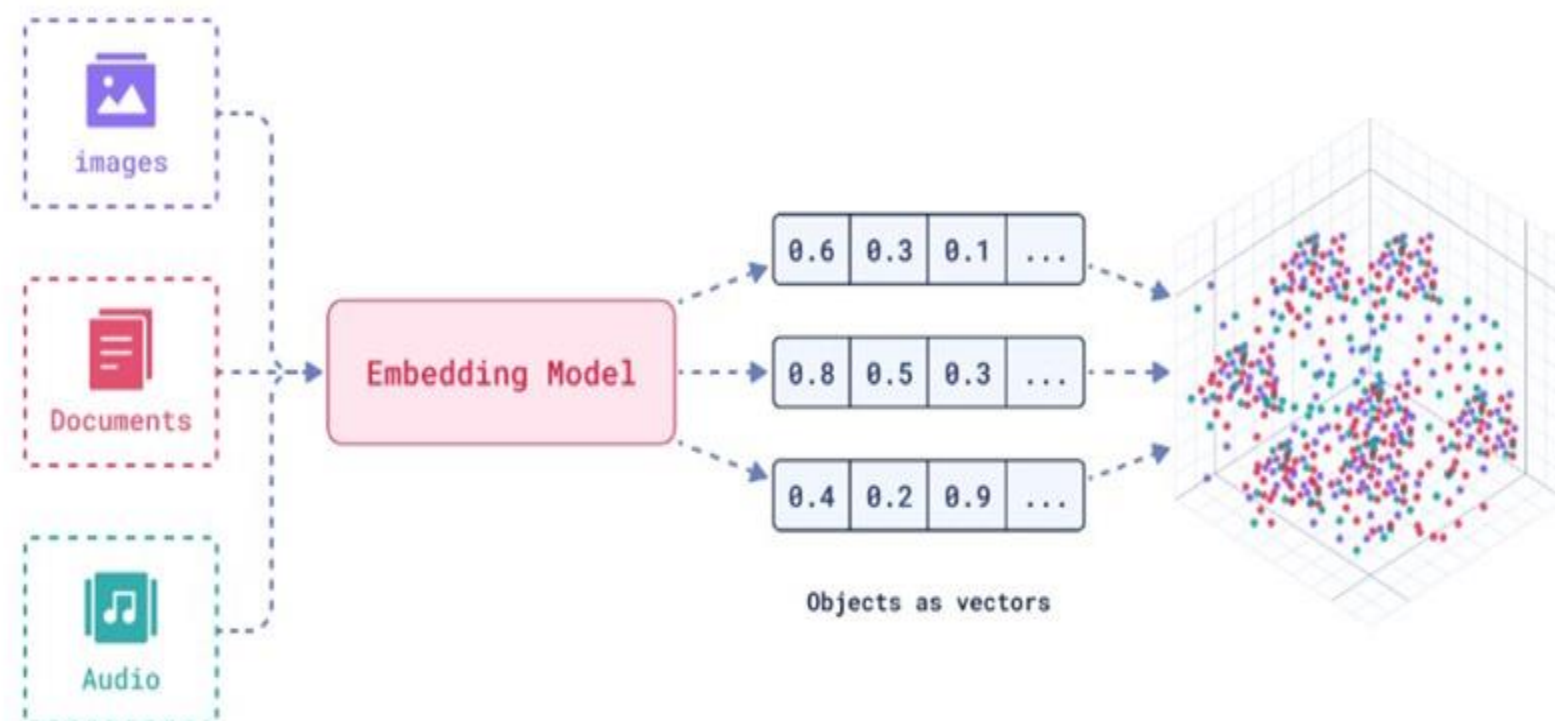 images
Documents
Audio
Embedding Model
0.6 0.3 0.1 ...
0.8 0.5 0.3 ...
0.4 0.2 0.9 ...
Objects as vectors